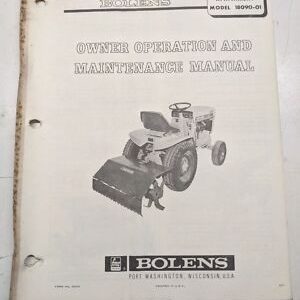 BOLENS
MODEL 18090-01
OWNER OPERATION AND
MAINTENANCE MANUAL
BOLENS
PORT WASHINGTON, WISCONSIN, U.S.A.